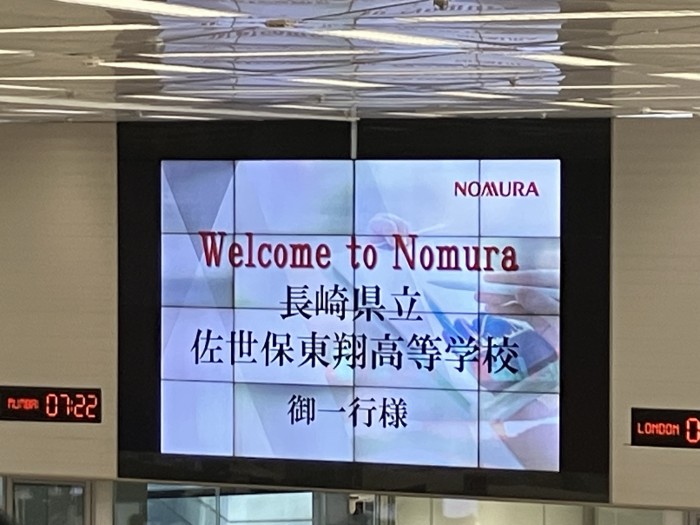 NOMURA
Welcome to Nomura
長崎県立
佐世保東翔高等学校
御一行様
MUMBAI 07:22
LONDON 0